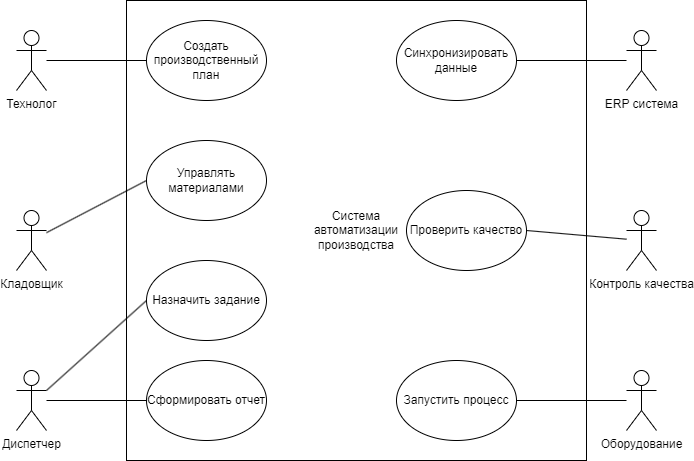 Создать
производственный
план
Синхронизировать
данные
Технолог
ERP система
Управлять
материалами
Система
автоматизации
производства
Проверить качество
Кладовщик
Контроль качества
Назначить задание
Сформировать отчет
Запустить процесс
Диспетчер
Оборудование